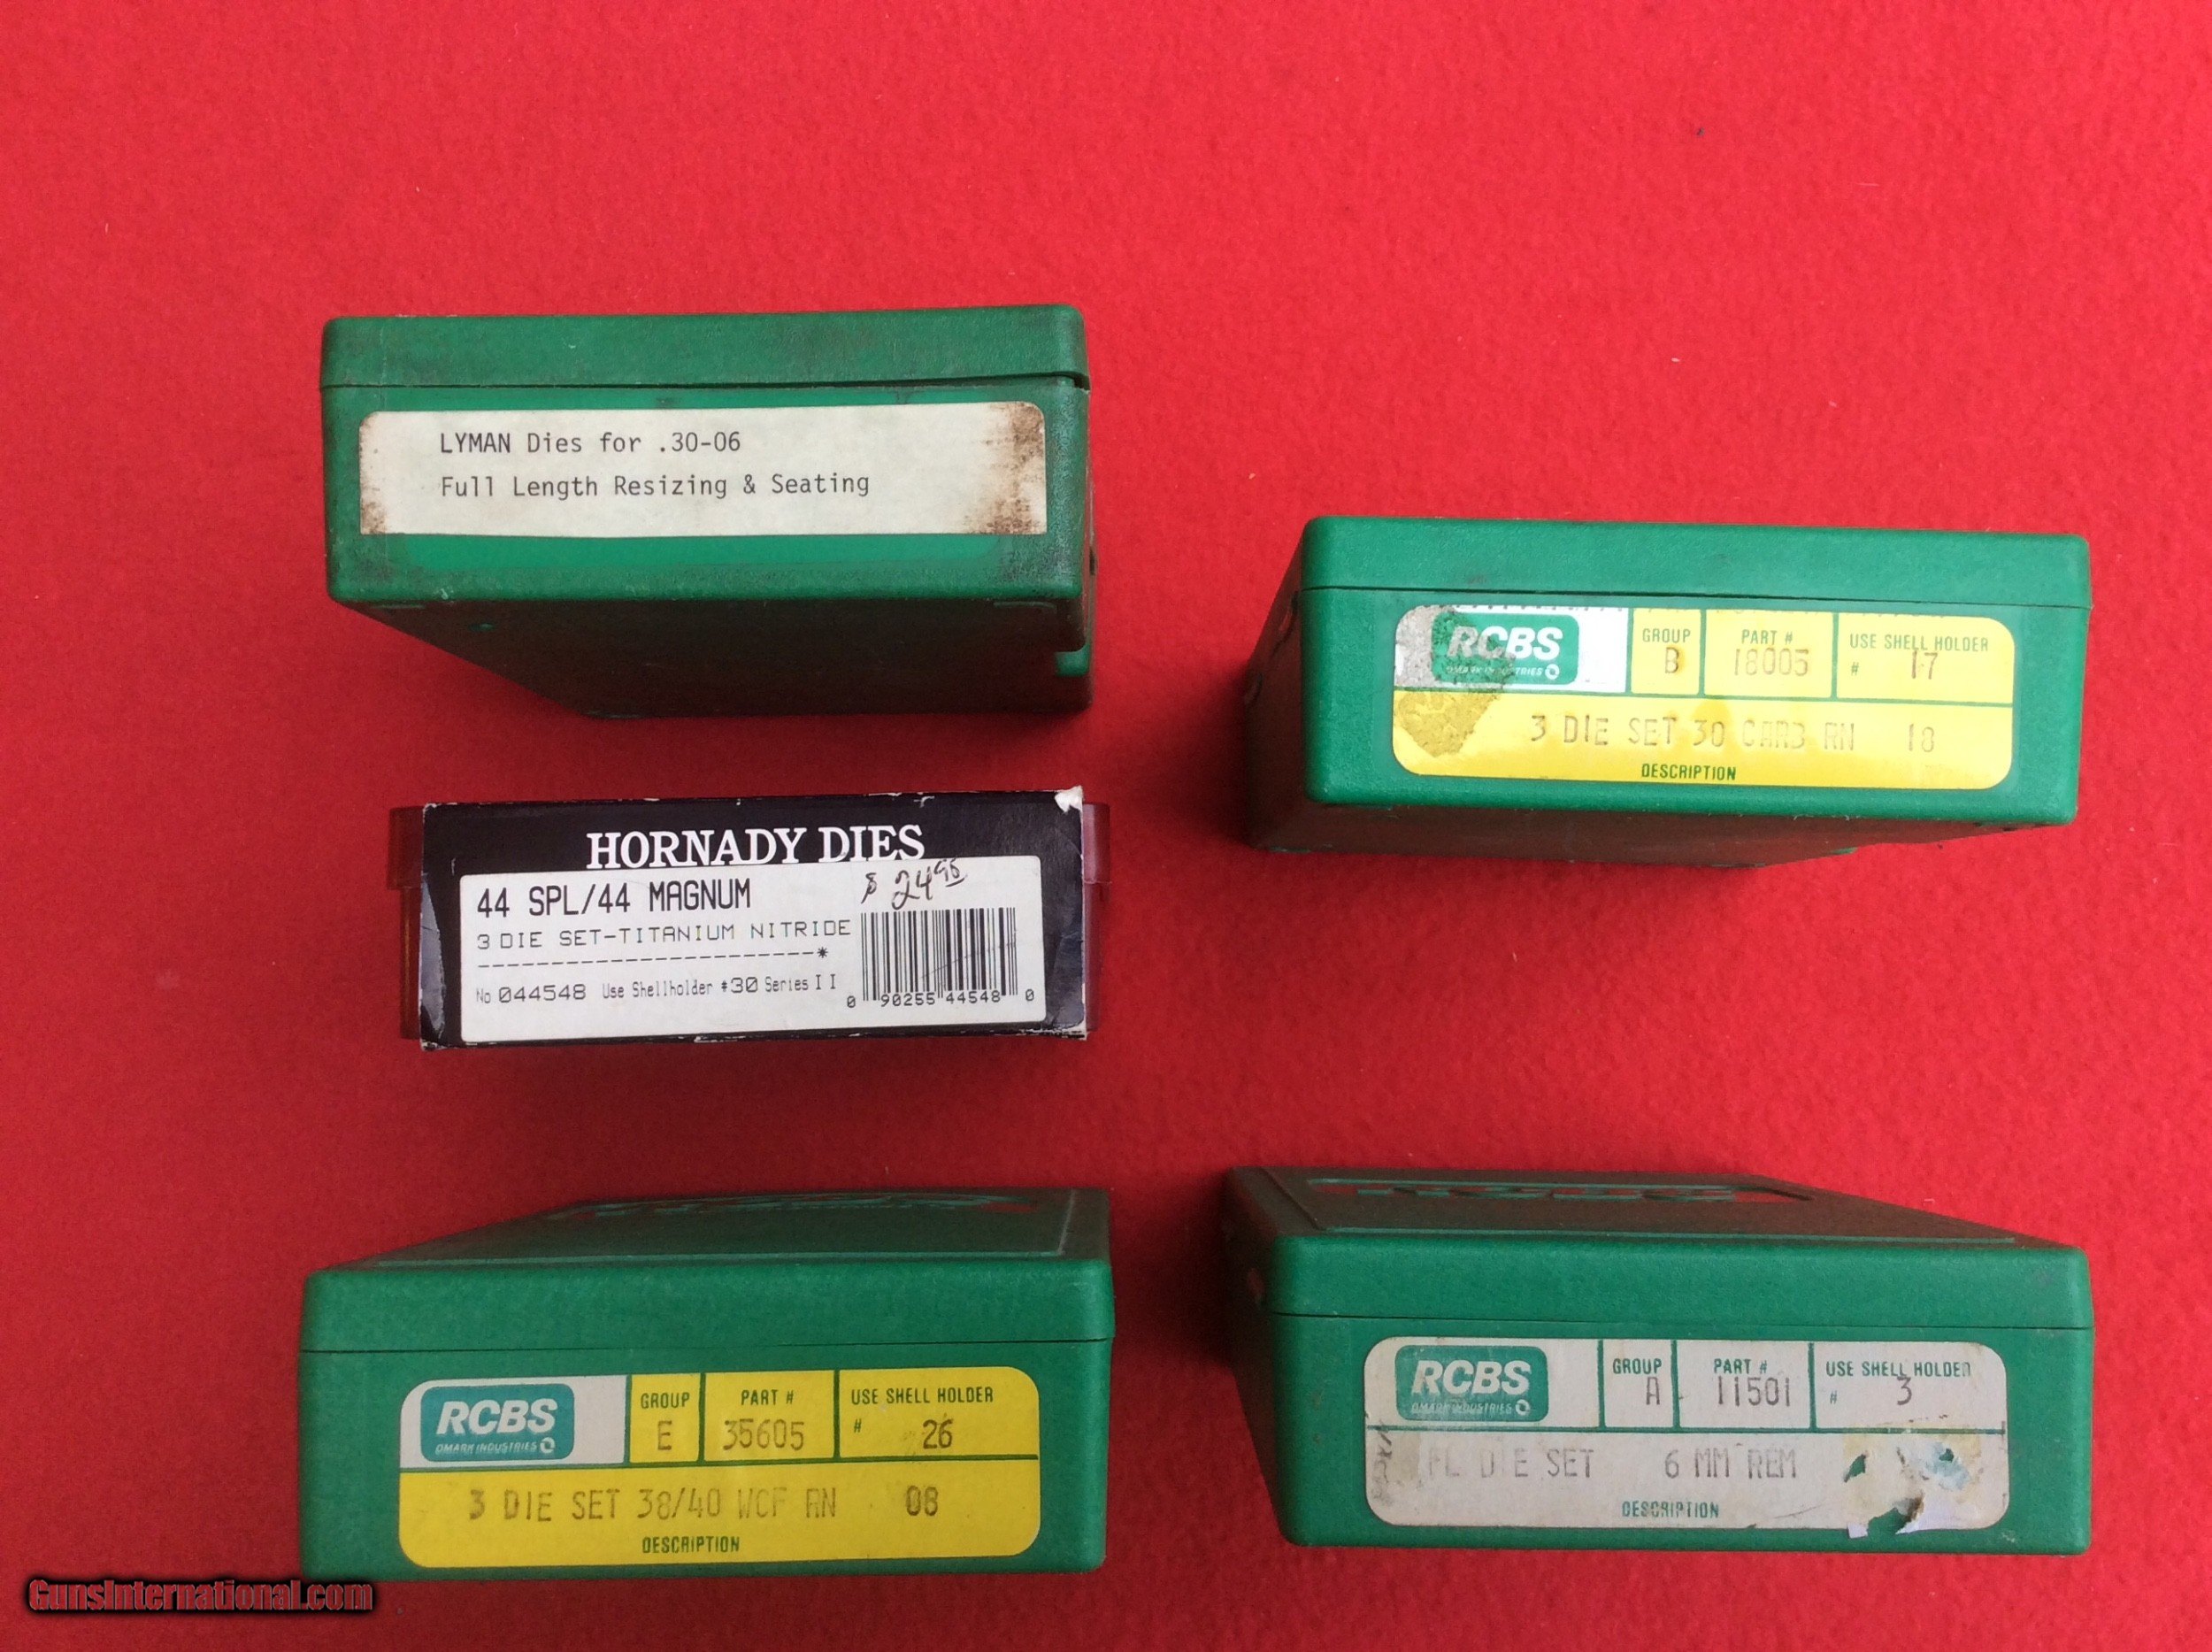 LYMAN Dies for .30-06
Full Length Resizing & Seating
RCBS
OMARK INDUSTRIES
GROUP B
PART # 18005
USE SHELL HOLDER # 17
3 DIE SET 30 CARB RN 18
DESCRIPTION
HORNADY DIES
44 SPL/44 MAGNUM
$ 24.95
3 DIE SET-TITANIUM NITRIDE
-----------------------*
No 044548 Use Shellholder #30 Series II
0 90255 44548 0
RCBS
OMARK INDUSTRIES
GROUP E
PART # 35605
USE SHELL HOLDER # 26
3 DIE SET 38/40 WCF RN 08
DESCRIPTION
RCBS
OMARK INDUSTRIES
GROUP A
PART # 11501
USE SHELL HOLDER # 3
FL DIE SET 6 MM REM
DESCRIPTION
GunsInternational.com